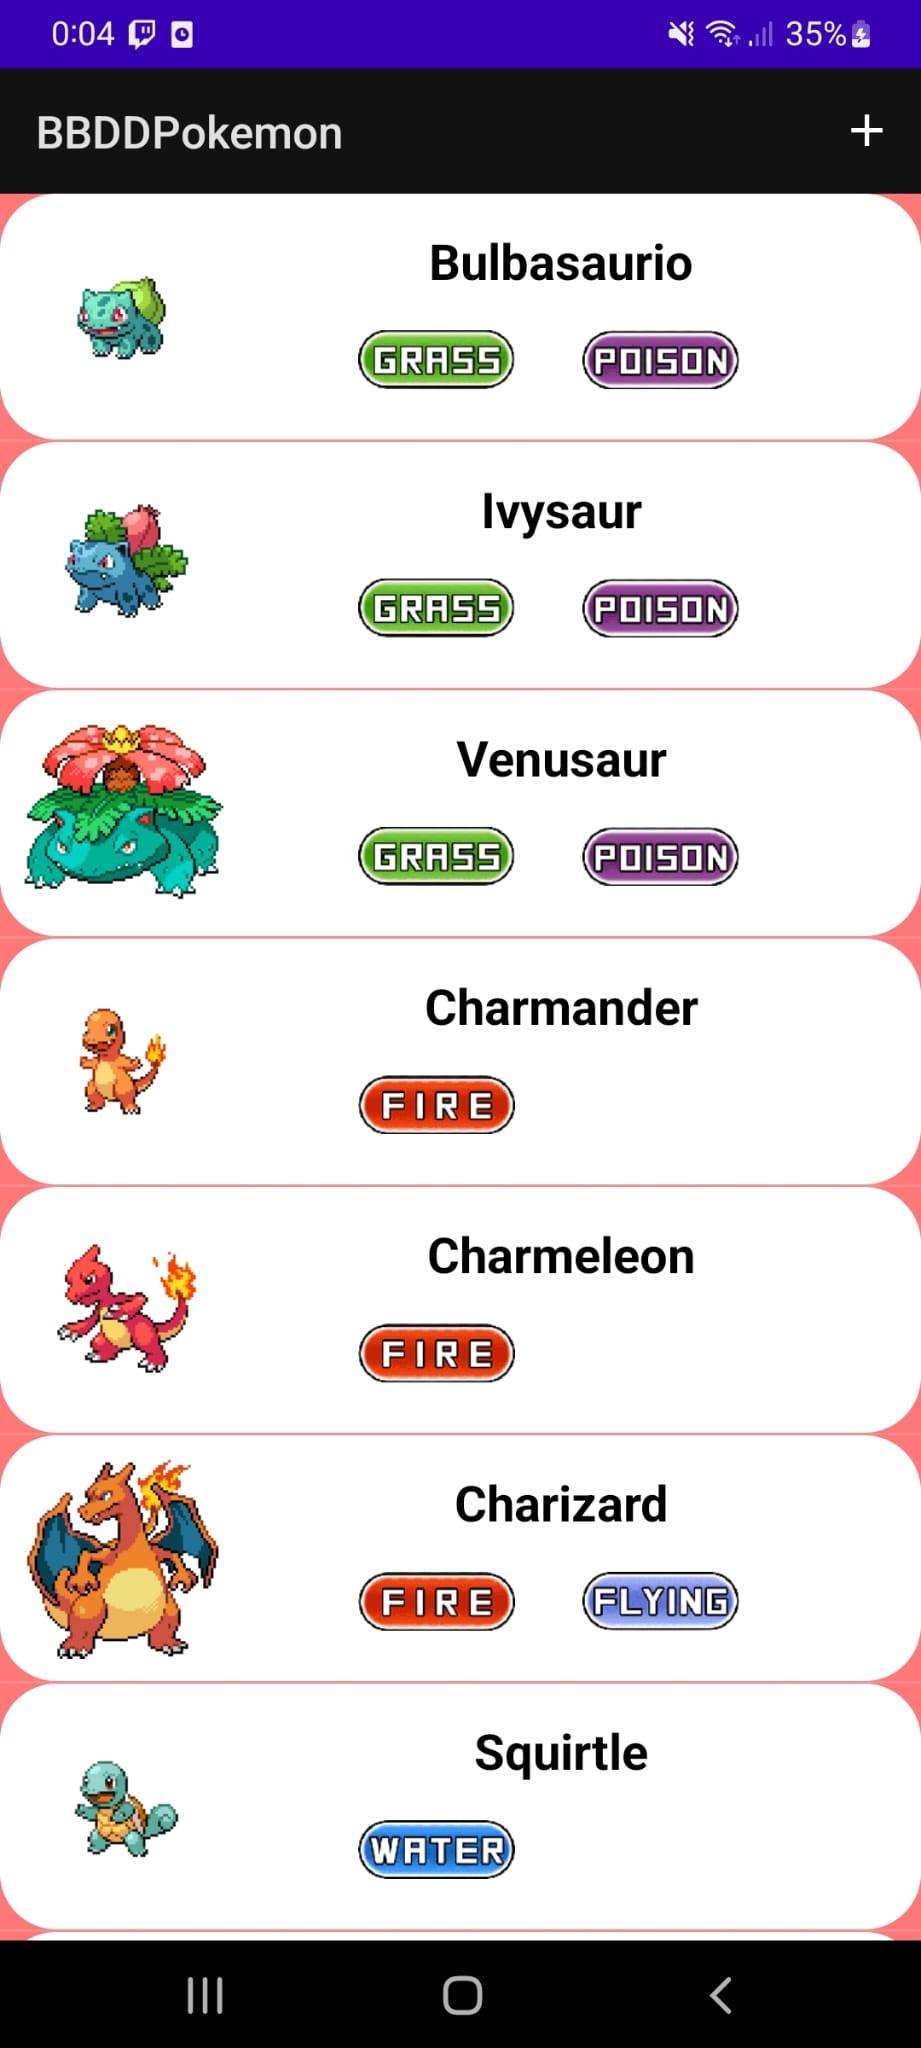 0:04 35%
BBDDPokemon +
Bulbasaurio
GRASS POISON
Ivysaur
GRASS POISON
Venusaur
GRASS POISON
Charmander
FIRE
Charmeleon
FIRE
Charizard
FIRE FLYING
Squirtle
WATER